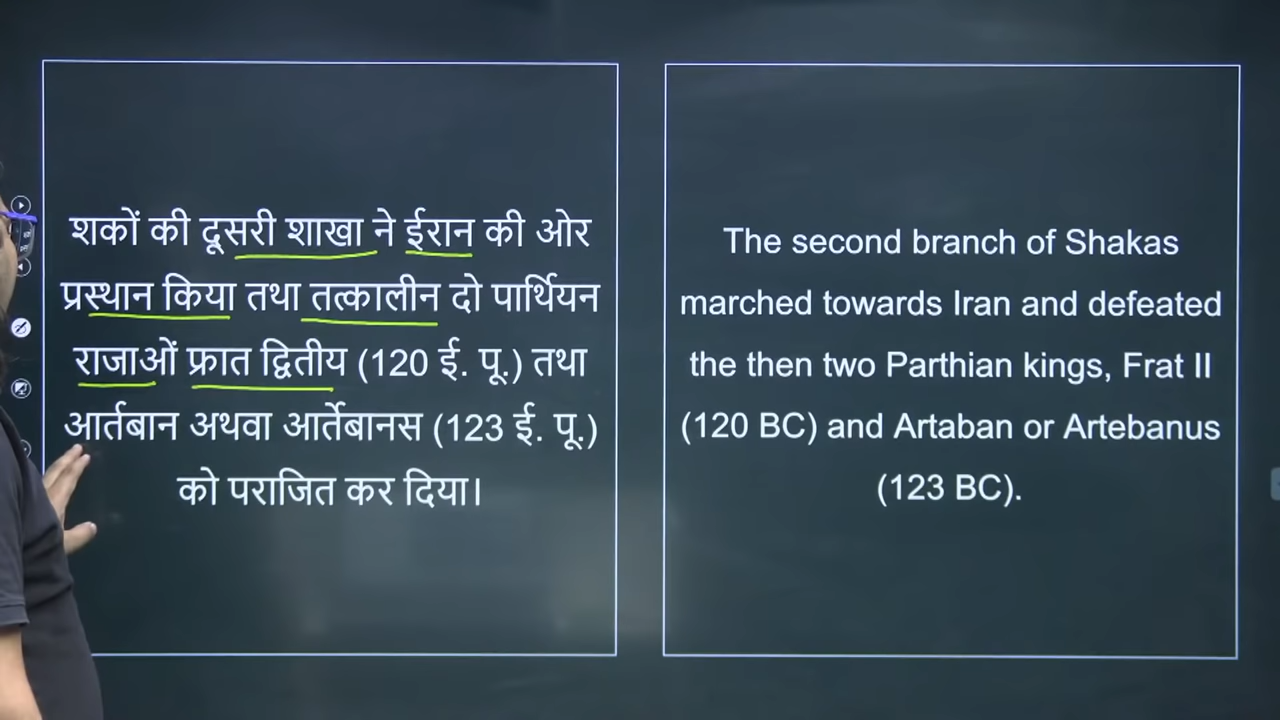 शकों की दूसरी शाखा ने ईरान की ओर
प्रस्थान किया तथा तत्कालीन दो पार्थियन
राजाओं फ्रात द्वितीय (120 ई. पू.) तथा
आर्तबान अथवा आर्तेबानस (123 ई. पू.)
को पराजित कर दिया।
The second branch of Shakas
marched towards Iran and defeated
the then two Parthian kings, Frat II
(120 BC) and Artaban or Artebanus
(123 BC).